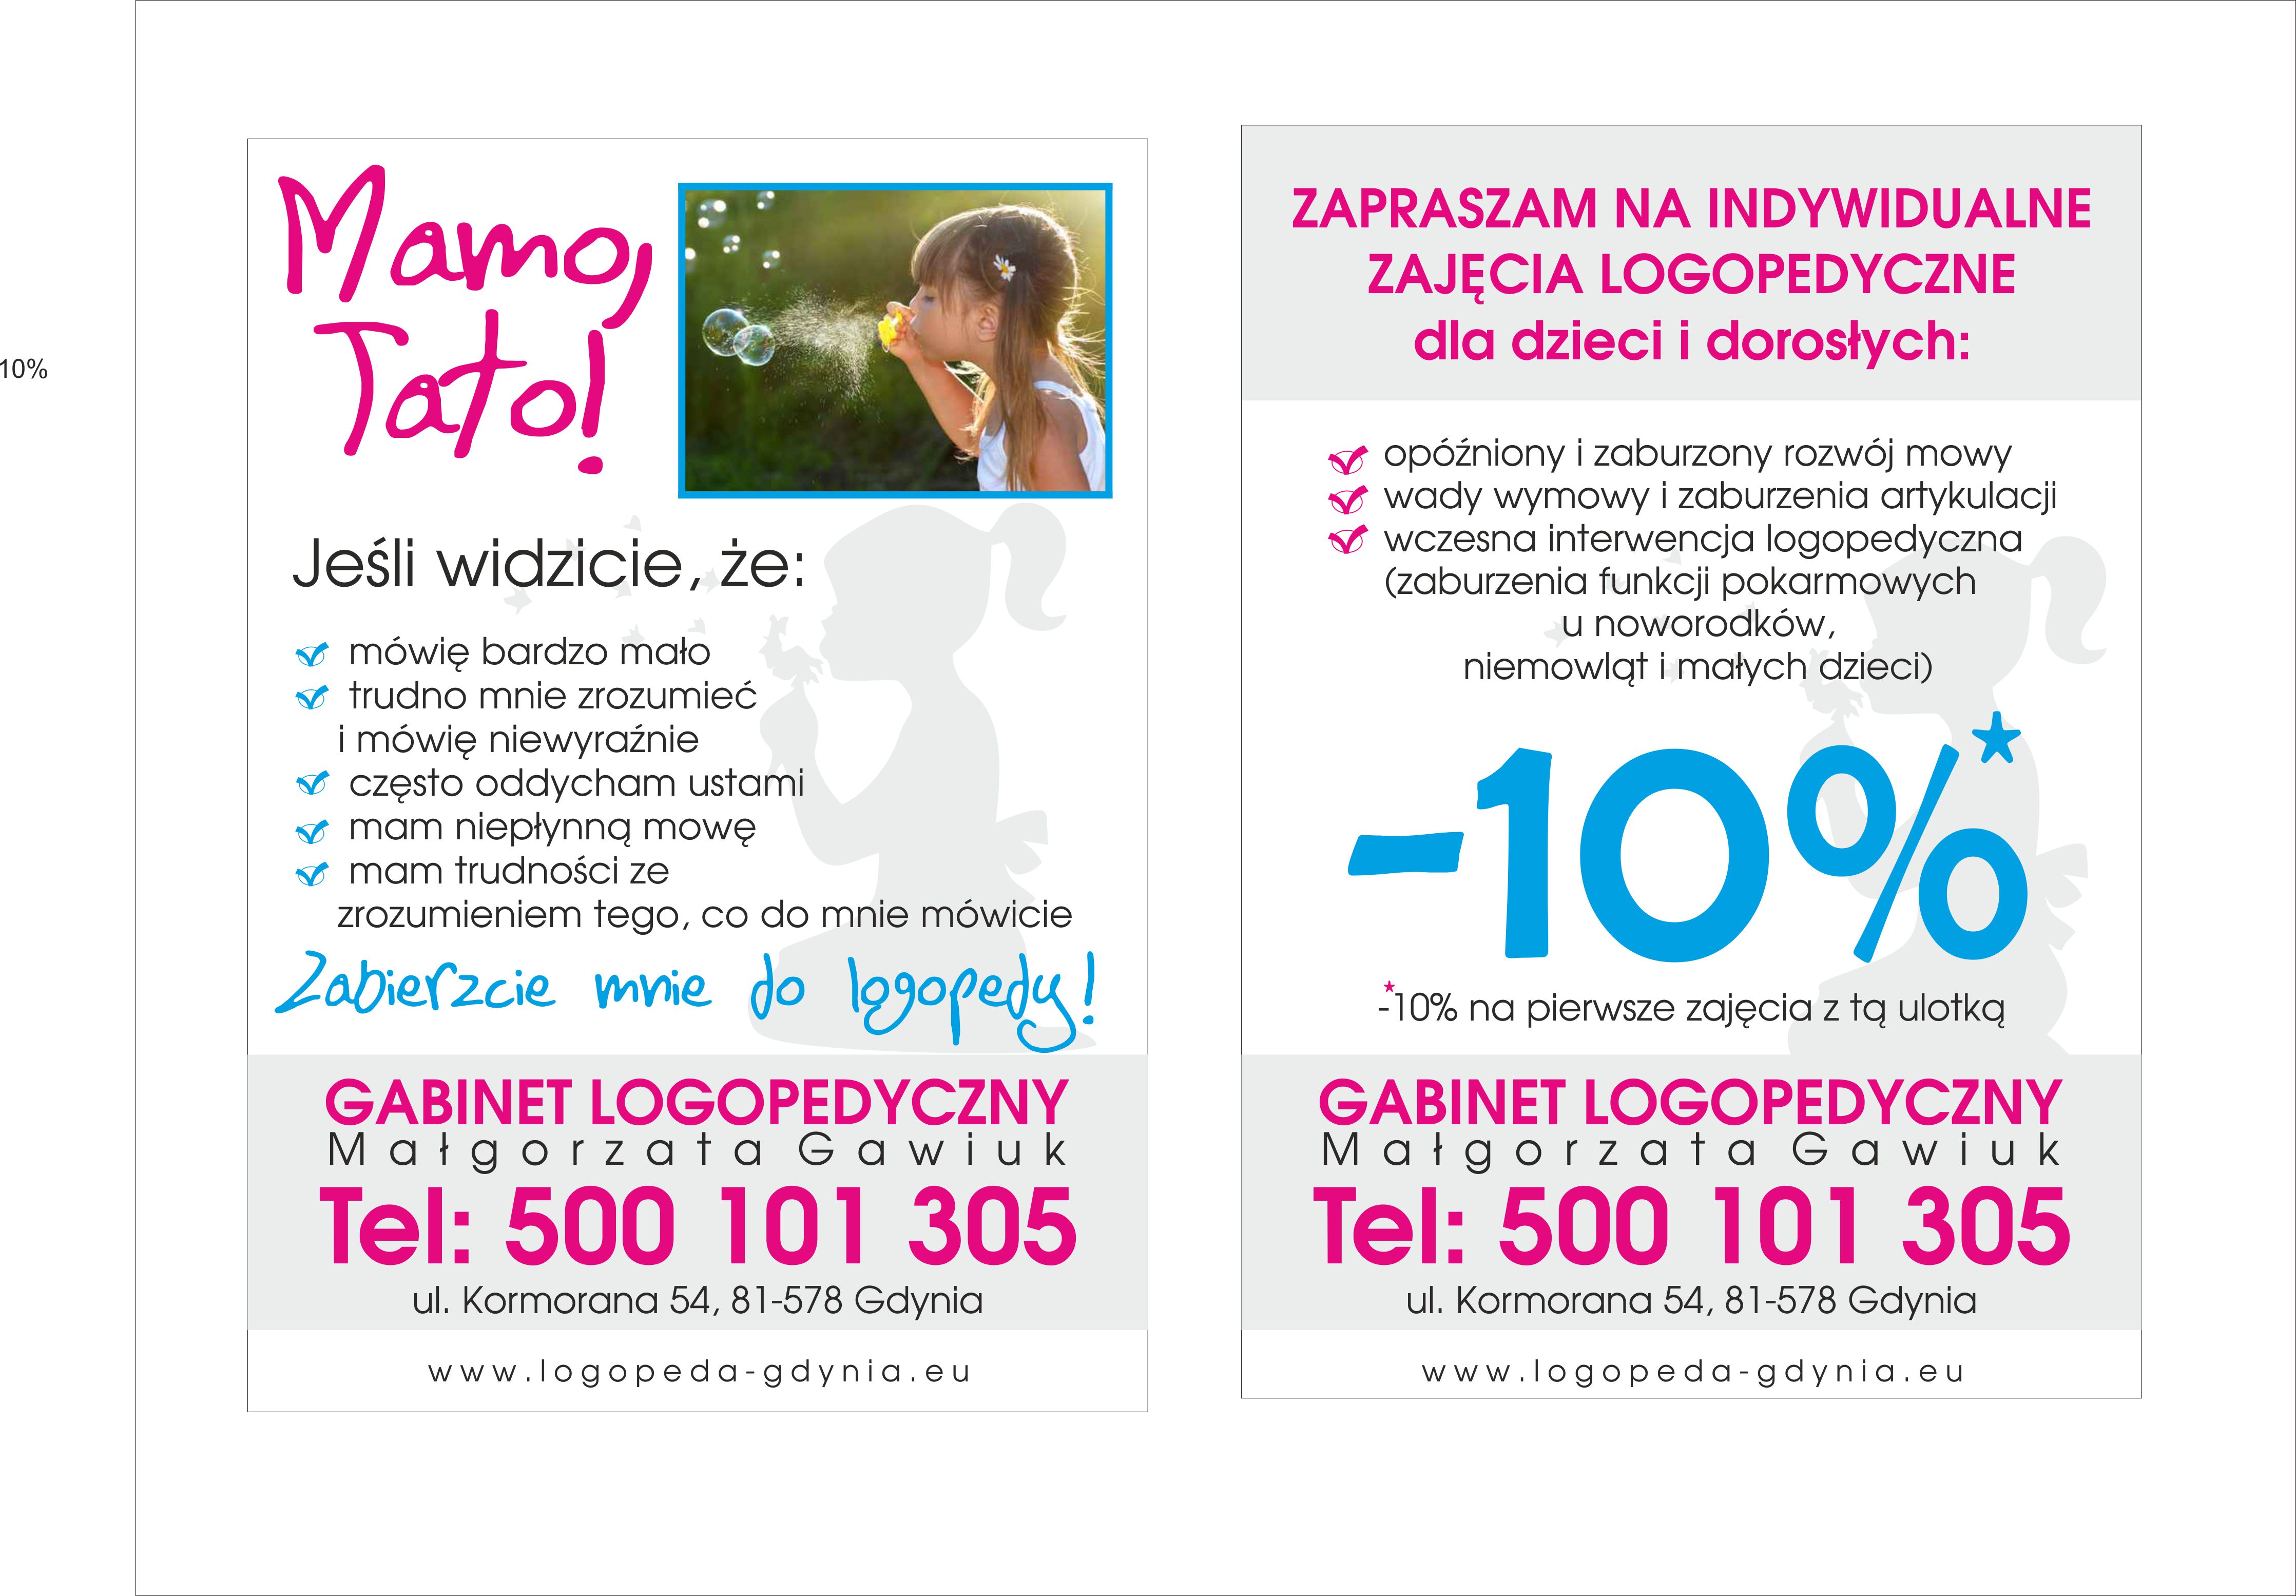 10%
Mamo,
Tato!
Jeśli widzicie, że:
mówię bardzo mało
trudno mnie zrozumieć
i mówię niewyraźnie
często oddycham ustami
mam niepłynną mowę
mam trudności ze
zrozumieniem tego, co do mnie mówicie
Zabierzcie mnie do logopedy!
GABINET LOGOPEDYCZNY
Małgorzata Gawiuk
Tel: 500 101 305
ul. Kormorana 54, 81-578 Gdynia
www.logopeda-gdynia.eu
ZAPRASZAM NA INDYWIDUALNE
ZAJĘCIA LOGOPEDYCZNE
dla dzieci i dorosłych:
opóźniony i zaburzony rozwój mowy
wady wymowy i zaburzenia artykulacji
wczesna interwencja logopedyczna
(zaburzenia funkcji pokarmowych
u noworodków,
niemowląt i małych dzieci)
-10%*
*-10% na pierwsze zajęcia z tą ulotką
GABINET LOGOPEDYCZNY
Małgorzata Gawiuk
Tel: 500 101 305
ul. Kormorana 54, 81-578 Gdynia
www.logopeda-gdynia.eu